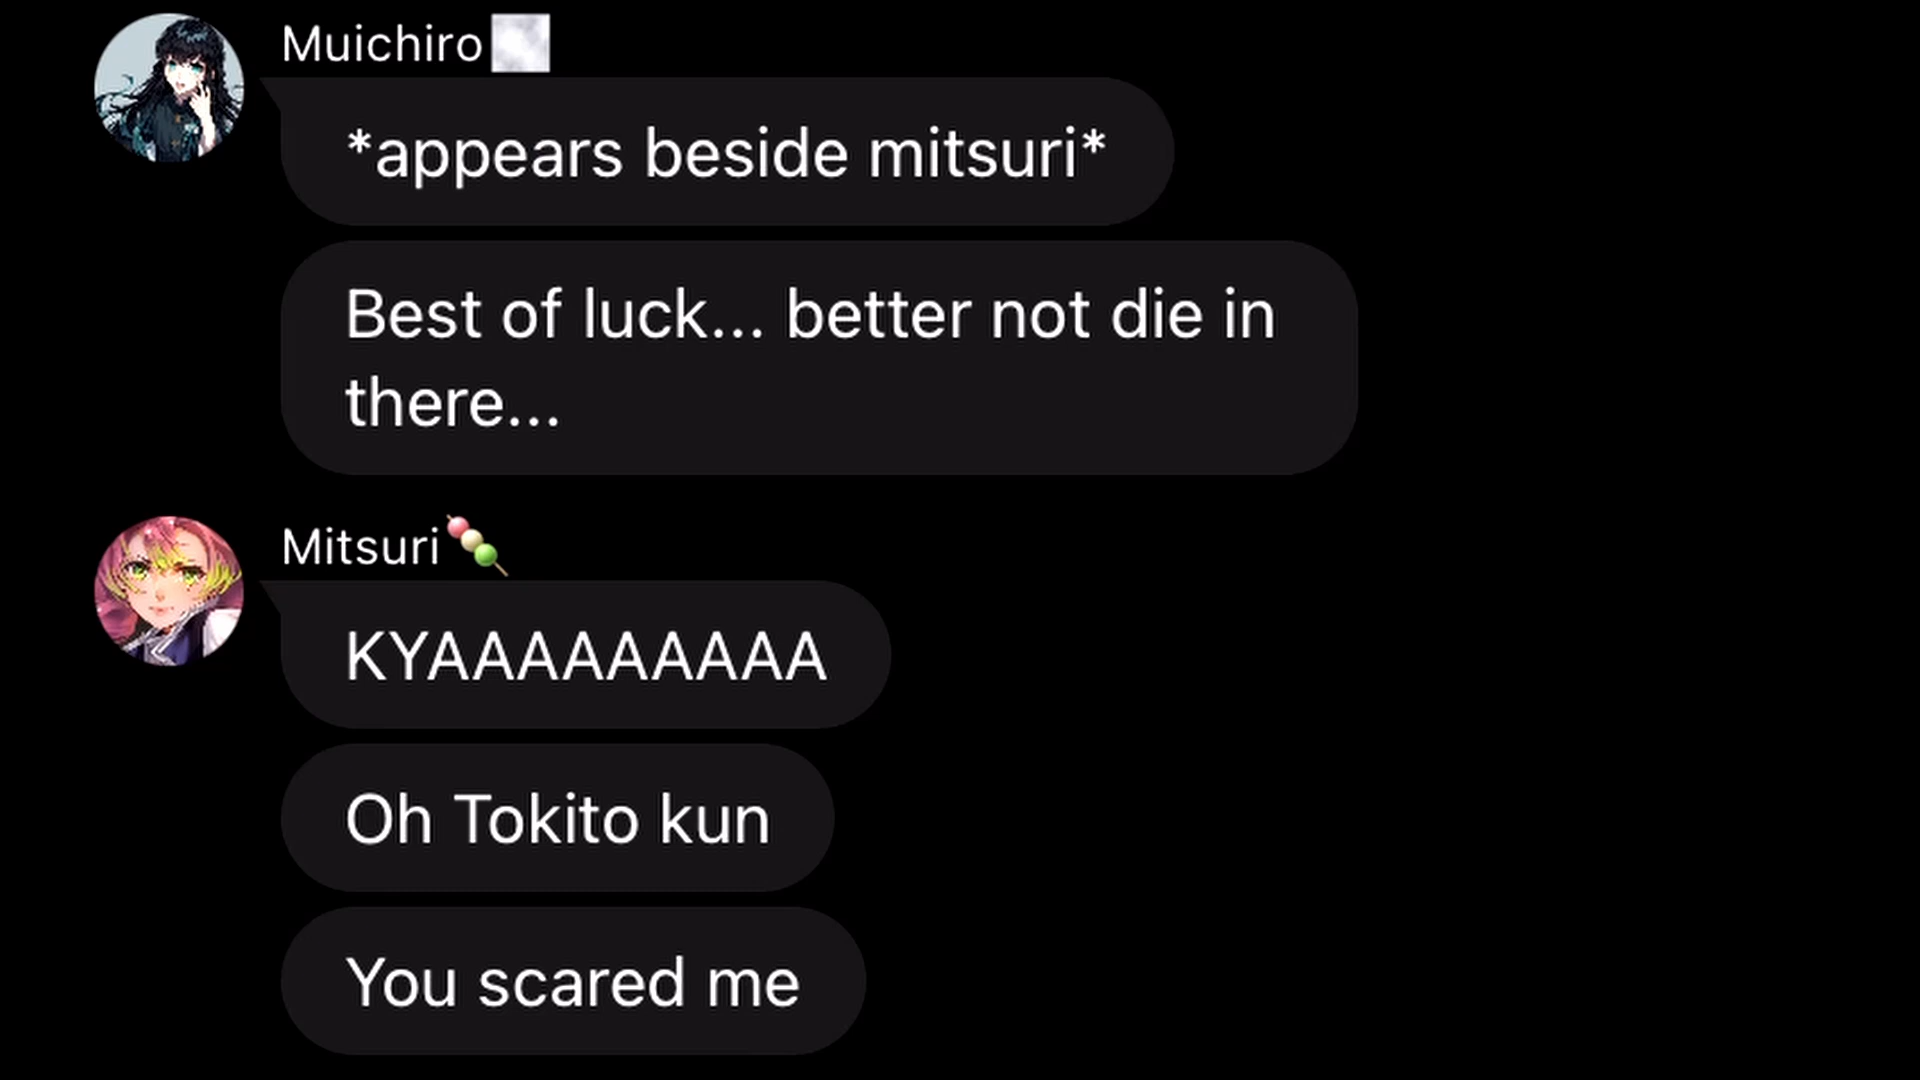 Muichiro🌫️
*appears beside mitsuri*
Best of luck... better not die in
there...
Mitsuri🍡
KYAAAAAAAAA
Oh Tokito kun
You scared me